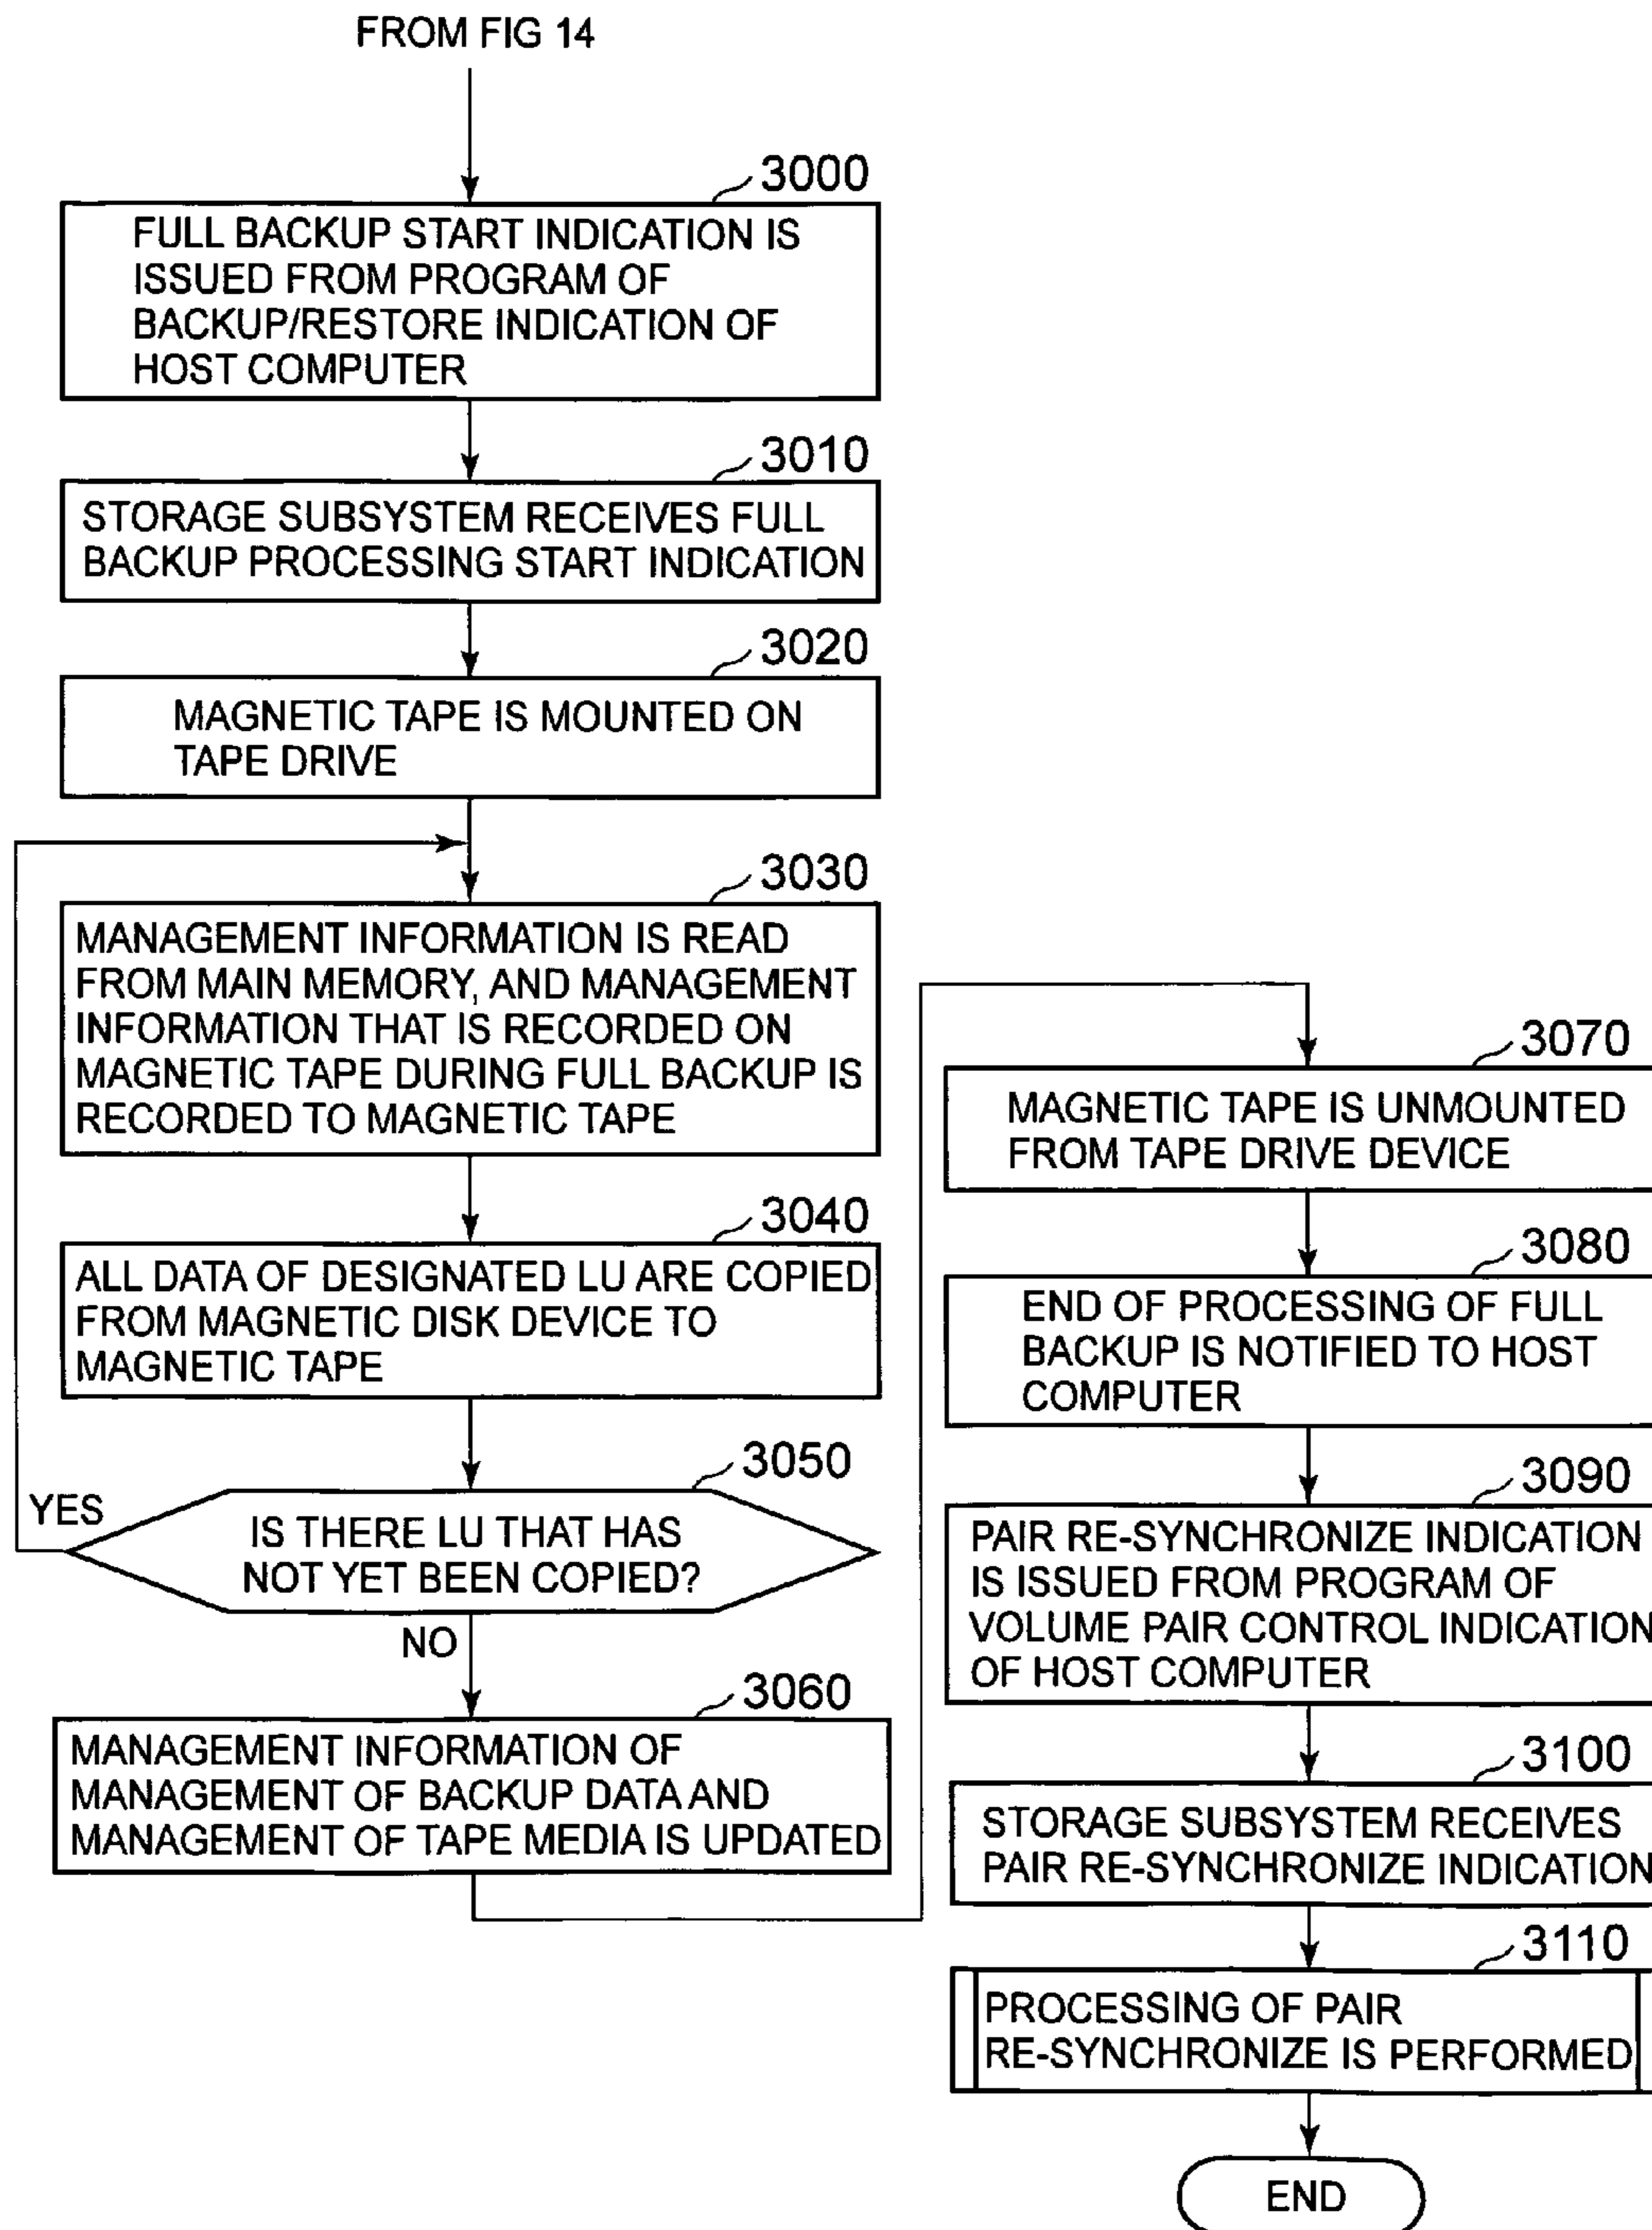 FROM FIG 14
3000
FULL BACKUP START INDICATION IS
ISSUED FROM PROGRAM OF
BACKUP/RESTORE INDICATION OF
HOST COMPUTER
3010
STORAGE SUBSYSTEM RECEIVES FULL
BACKUP PROCESSING START INDICATION
3020
MAGNETIC TAPE IS MOUNTED ON
TAPE DRIVE
3030
MANAGEMENT INFORMATION IS READ
FROM MAIN MEMORY, AND MANAGEMENT
INFORMATION THAT IS RECORDED ON
MAGNETIC TAPE DURING FULL BACKUP IS
RECORDED TO MAGNETIC TAPE
3040
ALL DATA OF DESIGNATED LU ARE COPIED
FROM MAGNETIC DISK DEVICE TO
MAGNETIC TAPE
3050
YES
IS THERE LU THAT HAS
NOT YET BEEN COPIED?
NO
3060
MANAGEMENT INFORMATION OF
MANAGEMENT OF BACKUP DATA AND
MANAGEMENT OF TAPE MEDIA IS UPDATED
3070
MAGNETIC TAPE IS UNMOUNTED
FROM TAPE DRIVE DEVICE
3080
END OF PROCESSING OF FULL
BACKUP IS NOTIFIED TO HOST
COMPUTER
3090
PAIR RE-SYNCHRONIZE INDICATION
IS ISSUED FROM PROGRAM OF
VOLUME PAIR CONTROL INDICATION
OF HOST COMPUTER
3100
STORAGE SUBSYSTEM RECEIVES
PAIR RE-SYNCHRONIZE INDICATION
3110
PROCESSING OF PAIR
RE-SYNCHRONIZE IS PERFORMED
END